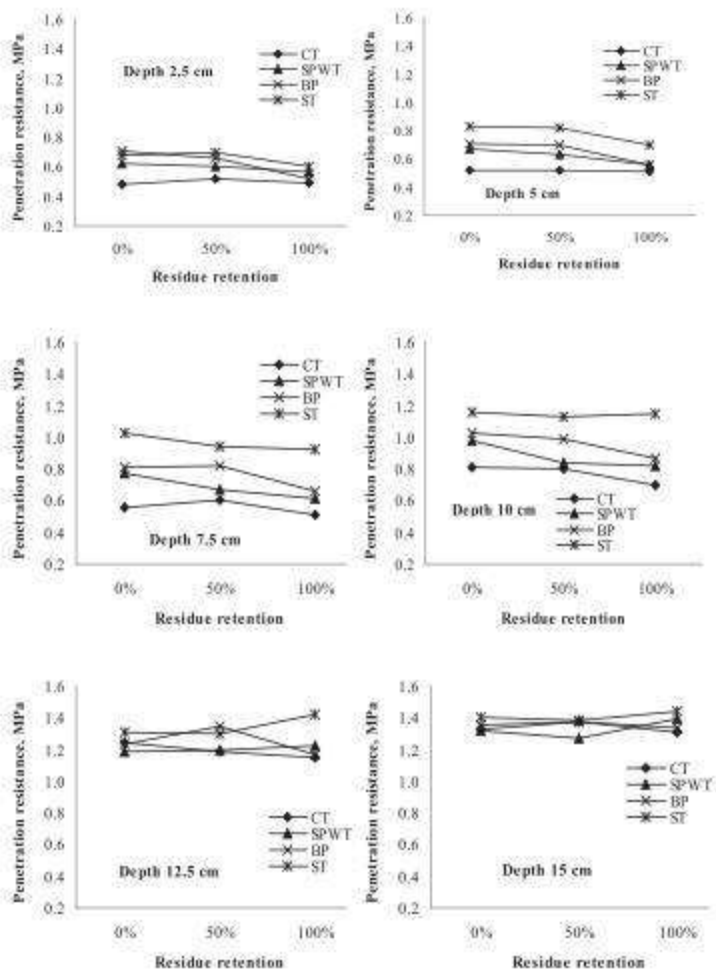 Penetration resistance, MPa
1.6
1.4
1.2
1.0
0.8
0.6
0.4
0.2
Depth 2.5 cm
CT
SPWT
BP
ST
0% 50% 100%
Residue retention
Penetration resistance, MPa
1.6
1.4
1.2
1.0
0.8
0.6
0.4
0.2
CT
SPWT
BP
ST
Depth 5 cm
0% 50% 100%
Residue retention
Penetration resistance, MPa
1.6
1.4
1.2
1.0
0.8
0.6
0.4
0.2
CT
SPWT
BP
ST
Depth 7.5 cm
0% 50% 100%
Residue retention
Penetration resistance, MPa
1.6
1.4
1.2
1.0
0.8
0.6
0.4
0.2
Depth 10 cm
CT
SPWT
BP
ST
0% 50% 100%
Residue retention
Penetration resistance, MPa
1.6
1.4
1.2
1.0
0.8
0.6
0.4
0.2
CT
SPWT
BP
ST
Depth 12.5 cm
0% 50% 100%
Residue retention
Penetration resistance, MPa
1.6
1.4
1.2
1.0
0.8
0.6
0.4
0.2
CT
SPWT
BP
ST
Depth 15 cm
0% 50% 100%
Residue retention